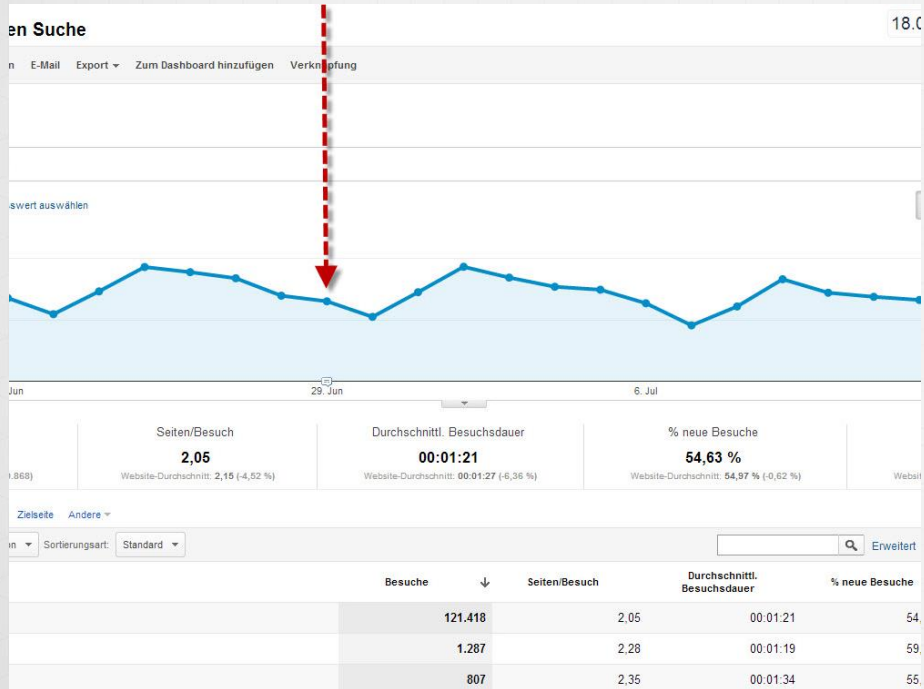 en Suche
18.0
n E-Mail Export Zum Dashboard hinzufügen Verknüpfung
swert auswählen
Jun 29. Jun 6. Jul
Seiten/Besuch Durchschnittl. Besuchsdauer % neue Besuche
2,05 00:01:21 54,63 %
.868) Website-Durchschnitt: 2,15 (-4,52 %) Website-Durchschnitt: 00:01:27 (-6,36 %) Website-Durchschnitt: 54,97 % (-0,62 %) Websit
Zielseite Andere
on Sortierungsart: Standard Erweitert
Besuche Seiten/Besuch Durchschnittl. Besuchsdauer % neue Besuche
121.418 2,05 00:01:21 54,
1.287 2,28 00:01:19 59,
807 2,35 00:01:34 55,